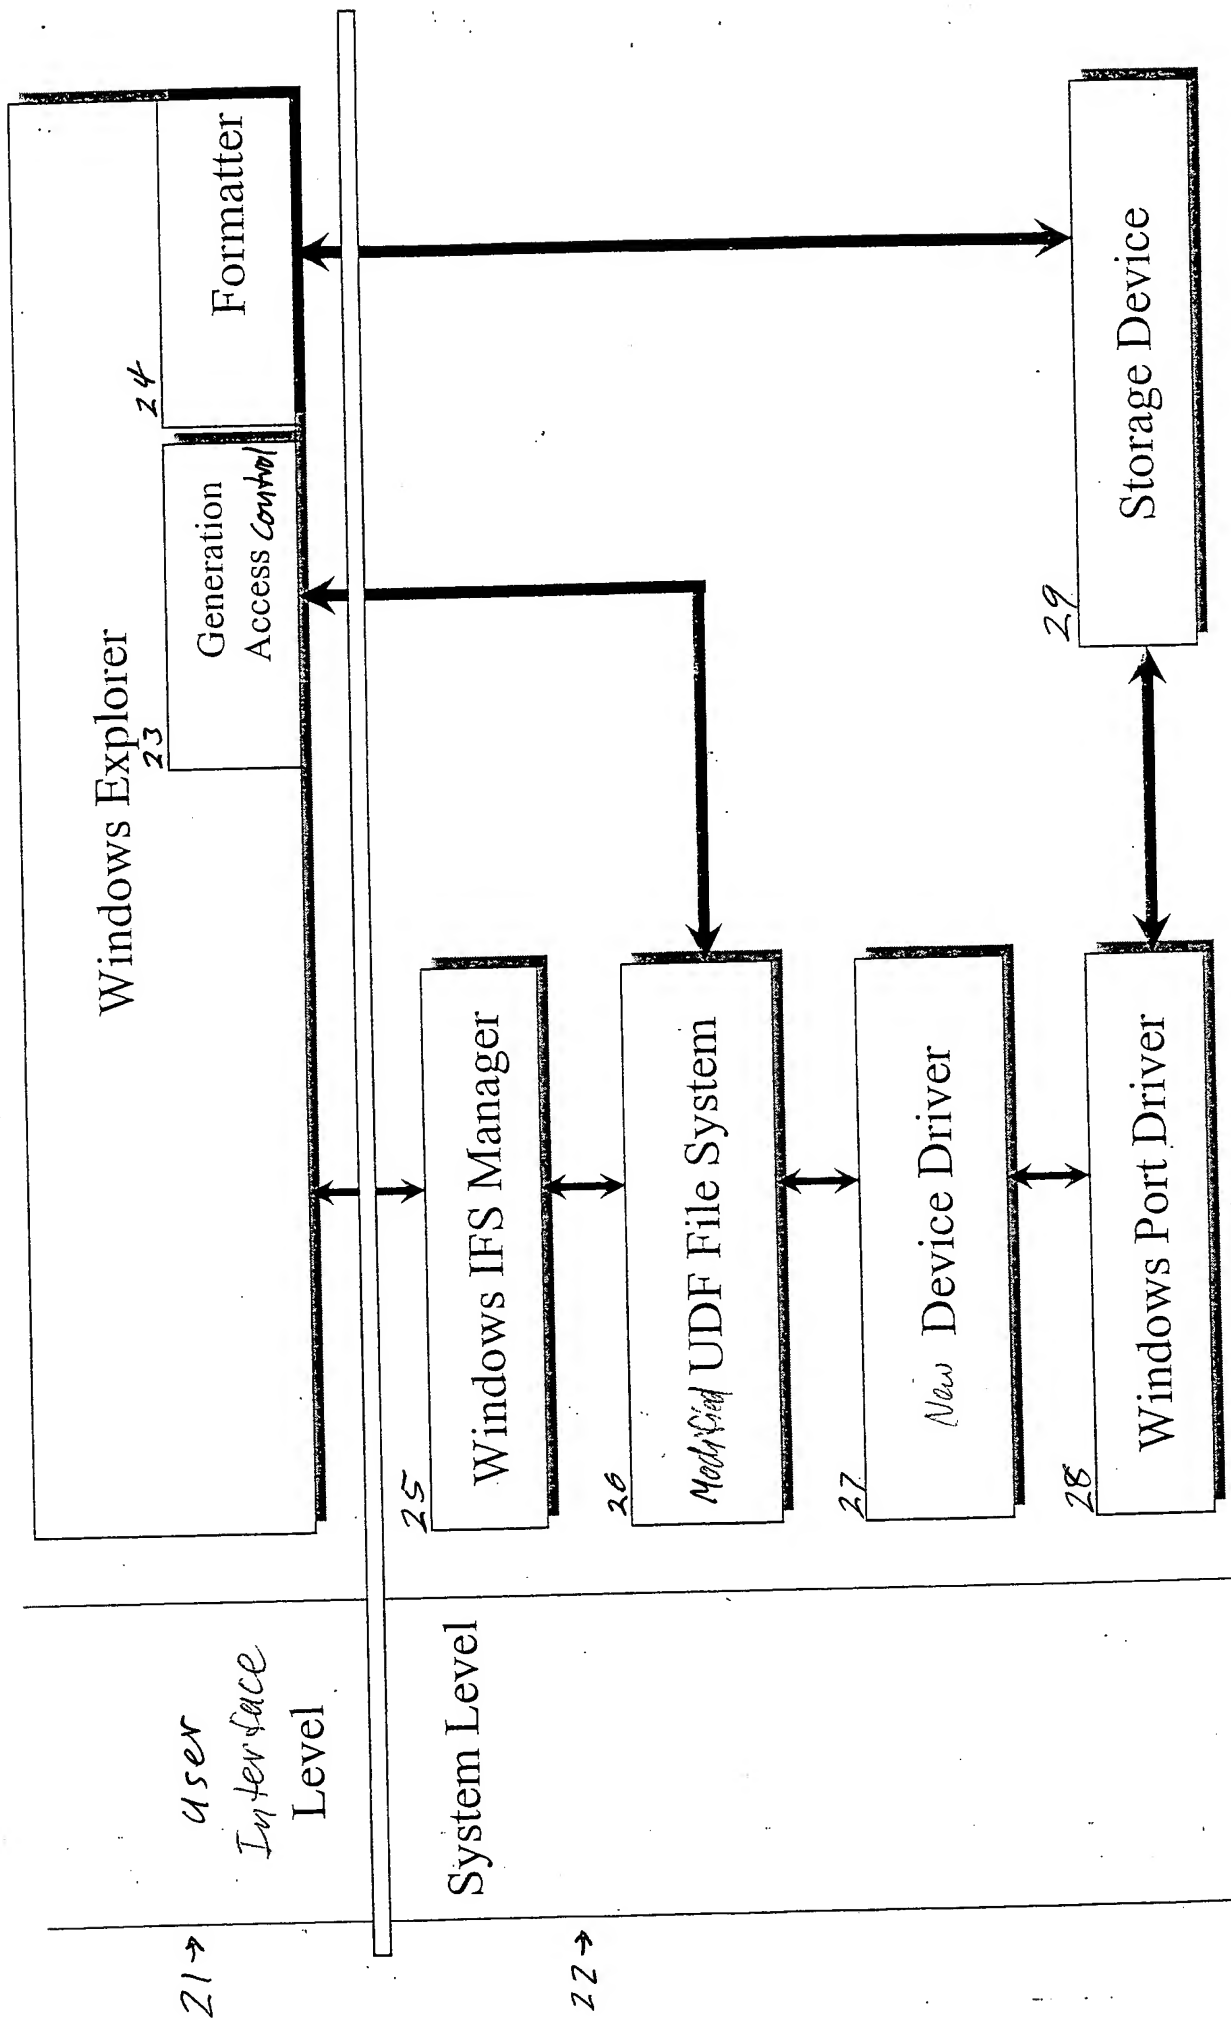 21→
User
Interface
Level
Windows Explorer
23
Generation
Access control
24
Formatter
22→
System Level
25
Windows IFS Manager
26
Modified UDF File System
27
New Device Driver
28
Windows Port Driver
29
Storage Device